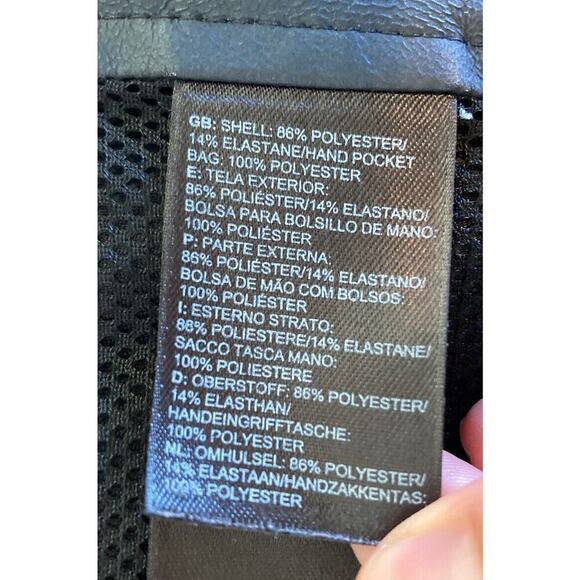 GB: SHELL: 86% POLYESTER/
14% ELASTANE/HAND POCKET
BAG: 100% POLYESTER
E: TELA EXTERIOR:
86% POLIÉSTER/14% ELASTANO/
BOLSA PARA BOLSILLO DE MANO:
100% POLIÉSTER
P: PARTE EXTERNA:
86% POLIÉSTER/14% ELASTANO/
BOLSA DE MÃO COM BOLSOS:
100% POLIÉSTER
I: ESTERNO STRATO:
86% POLIESTERE/14% ELASTANE/
SACCO TASCA MANO:
100% POLIESTERE
D: OBERSTOFF: 86% POLYESTER/
14% ELASTHAN/
HANDEINGRIFFTASCHE:
100% POLYESTER
NL: OMHULSEL: 86% POLYESTER/
14% ELASTAAN/HANDZAKKENTAS:
100% POLYESTER